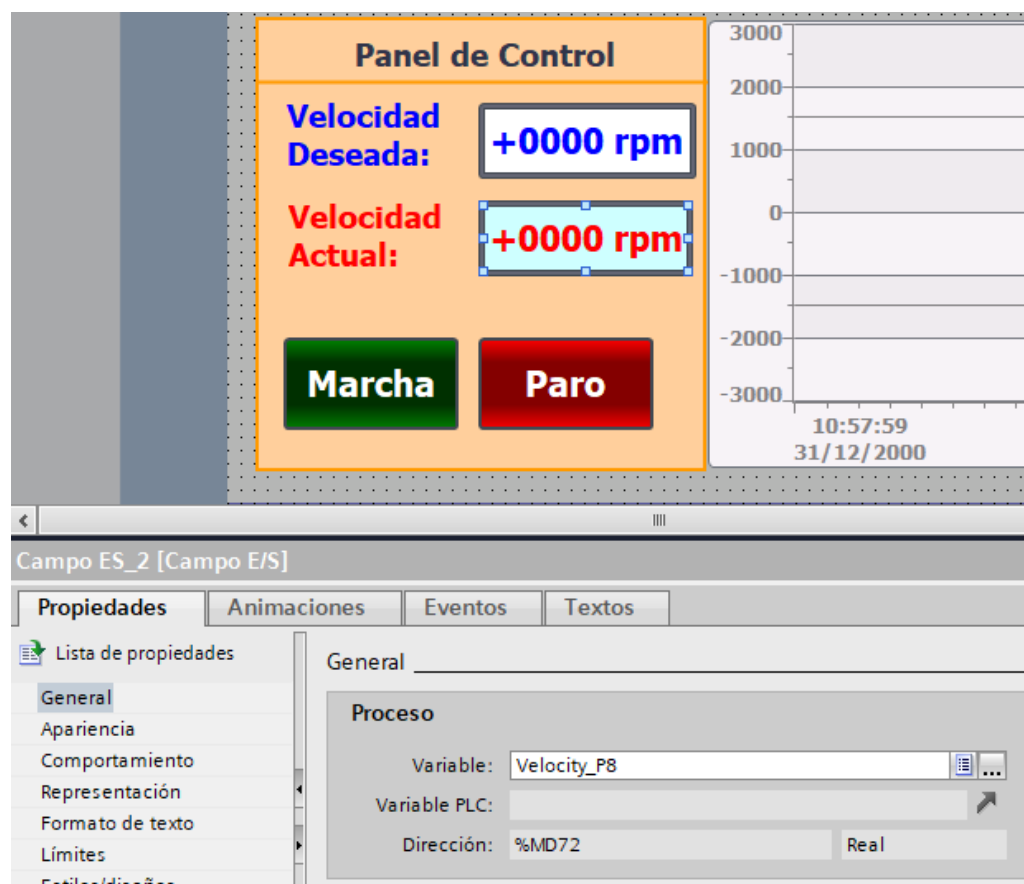 Panel de Control
Velocidad
Deseada:
+0000 rpm
Velocidad
Actual:
+0000 rpm
Marcha
Paro
3000
2000
1000
0
-1000
-2000
-3000
10:57:59
31/12/2000
Campo ES_2 [Campo E/S]
Propiedades
Animaciones
Eventos
Textos
Lista de propiedades
General
Apariencia
Comportamiento
Representación
Formato de texto
Límites
General
Proceso
Variable:
Velocity_P8
Variable PLC:
Dirección:
%MD72
Real